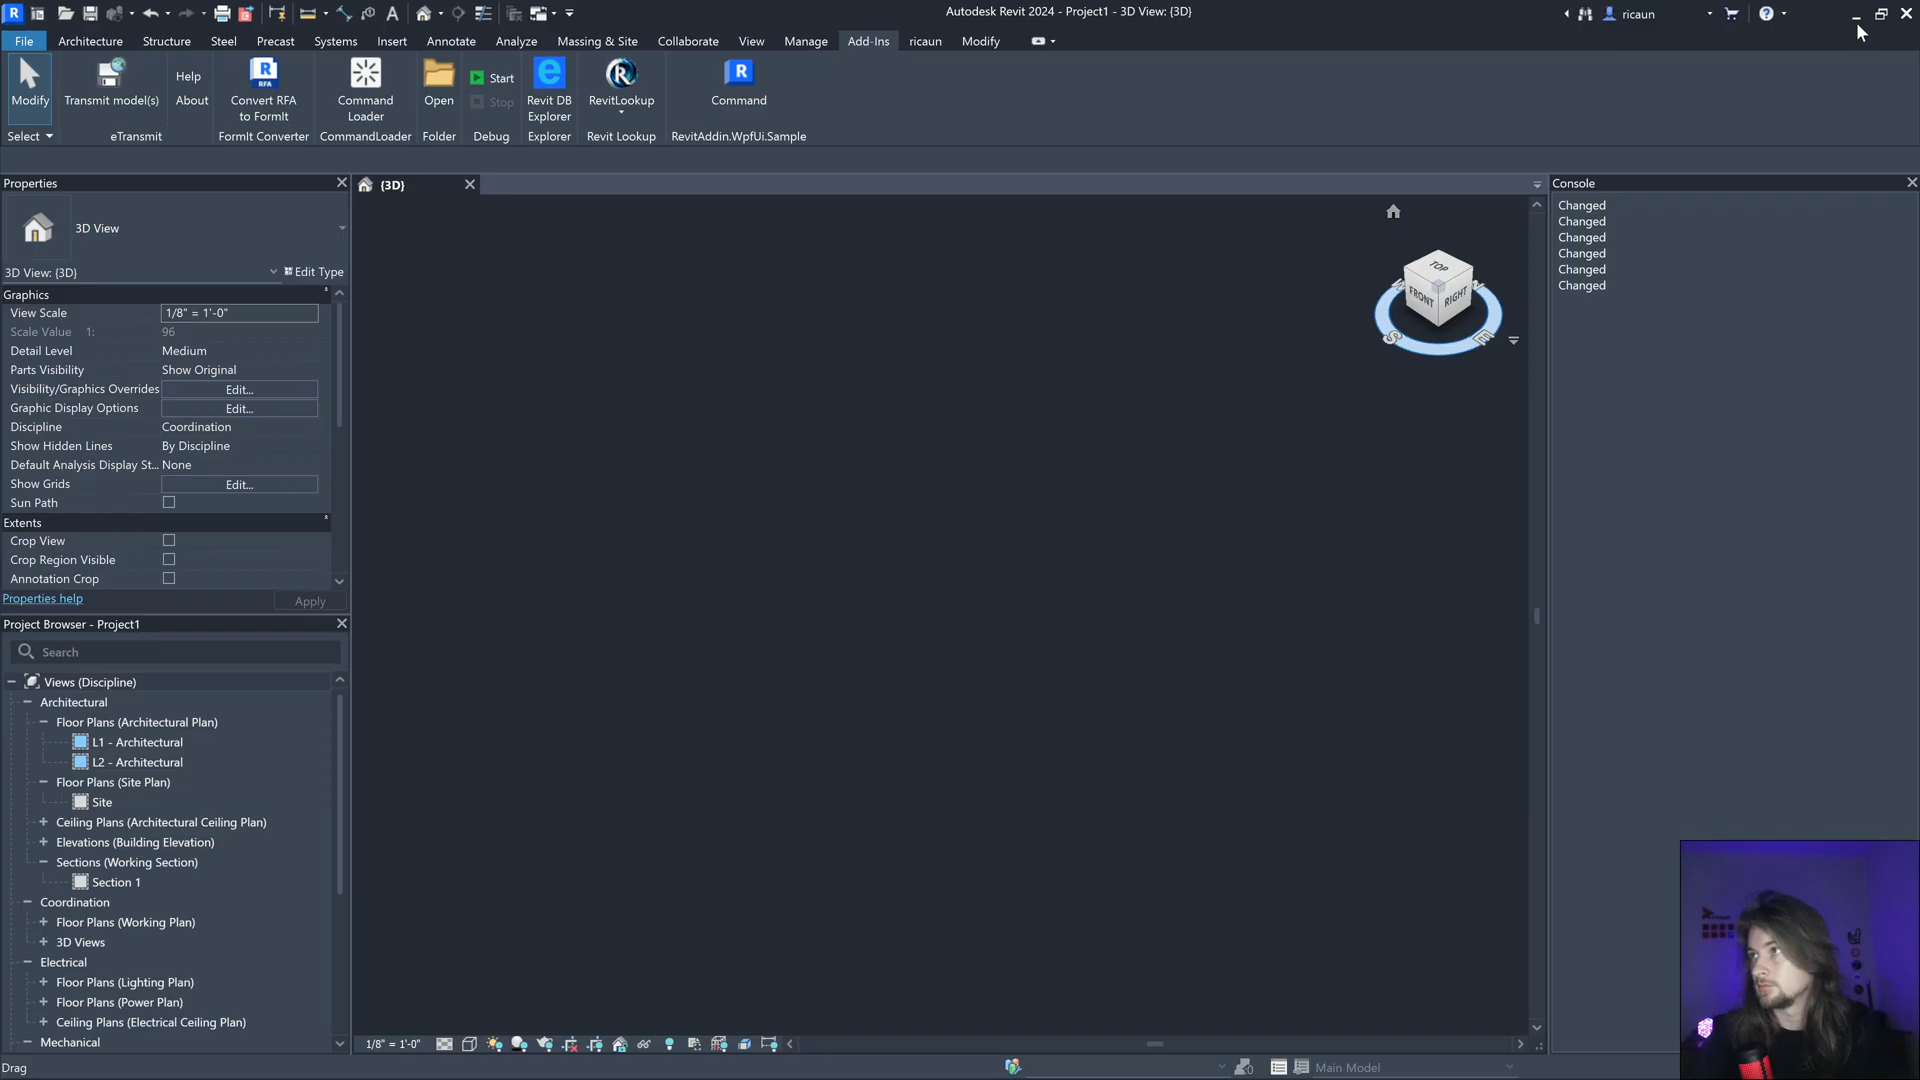 Autodesk Revit 2024 - Project1 - 3D View: {3D}
ricaun
File
Architecture
Structure
Steel
Precast
Systems
Insert
Annotate
Analyze
Massing & Site
Collaborate
View
Manage
Add-Ins
ricaun
Modify
Modify
Select
Transmit model(s)
Help
About
eTransmit
Convert RFA
to FormIt
FormIt Converter
Command
Loader
CommandLoader
Open
Folder
Start
Stop
Debug
Revit DB
Explorer
Explorer
RevitLookup
Revit Lookup
Command
RevitAddin.WpfUi.Sample
Properties
3D View
3D View: {3D}
Edit Type
Graphics
View Scale 1/8" = 1'-0"
Scale Value 1: 96
Detail Level Medium
Parts Visibility Show Original
Visibility/Graphics Overrides Edit...
Graphic Display Options Edit...
Discipline Coordination
Show Hidden Lines By Discipline
Default Analysis Display St... None
Show Grids Edit...
Sun Path
Extents
Crop View
Crop Region Visible
Annotation Crop
Properties help
Apply
Project Browser - Project1
Search
Views (Discipline)
Architectural
Floor Plans (Architectural Plan)
L1 - Architectural
L2 - Architectural
Floor Plans (Site Plan)
Site
Ceiling Plans (Architectural Ceiling Plan)
Elevations (Building Elevation)
Sections (Working Section)
Section 1
Coordination
Floor Plans (Working Plan)
3D Views
Electrical
Floor Plans (Lighting Plan)
Floor Plans (Power Plan)
Ceiling Plans (Electrical Ceiling Plan)
Mechanical
{3D}
TOP
FRONT
RIGHT
S
E
Console
Changed
Changed
Changed
Changed
Changed
Changed
1/8" = 1'-0"
Drag
Main Model